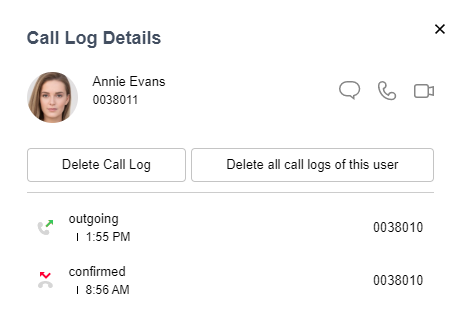 Call Log Details
Annie Evans
0038011
Delete Call Log
Delete all call logs of this user
outgoing
I 1:55 PM
0038010
confirmed
I 8:56 AM
0038010